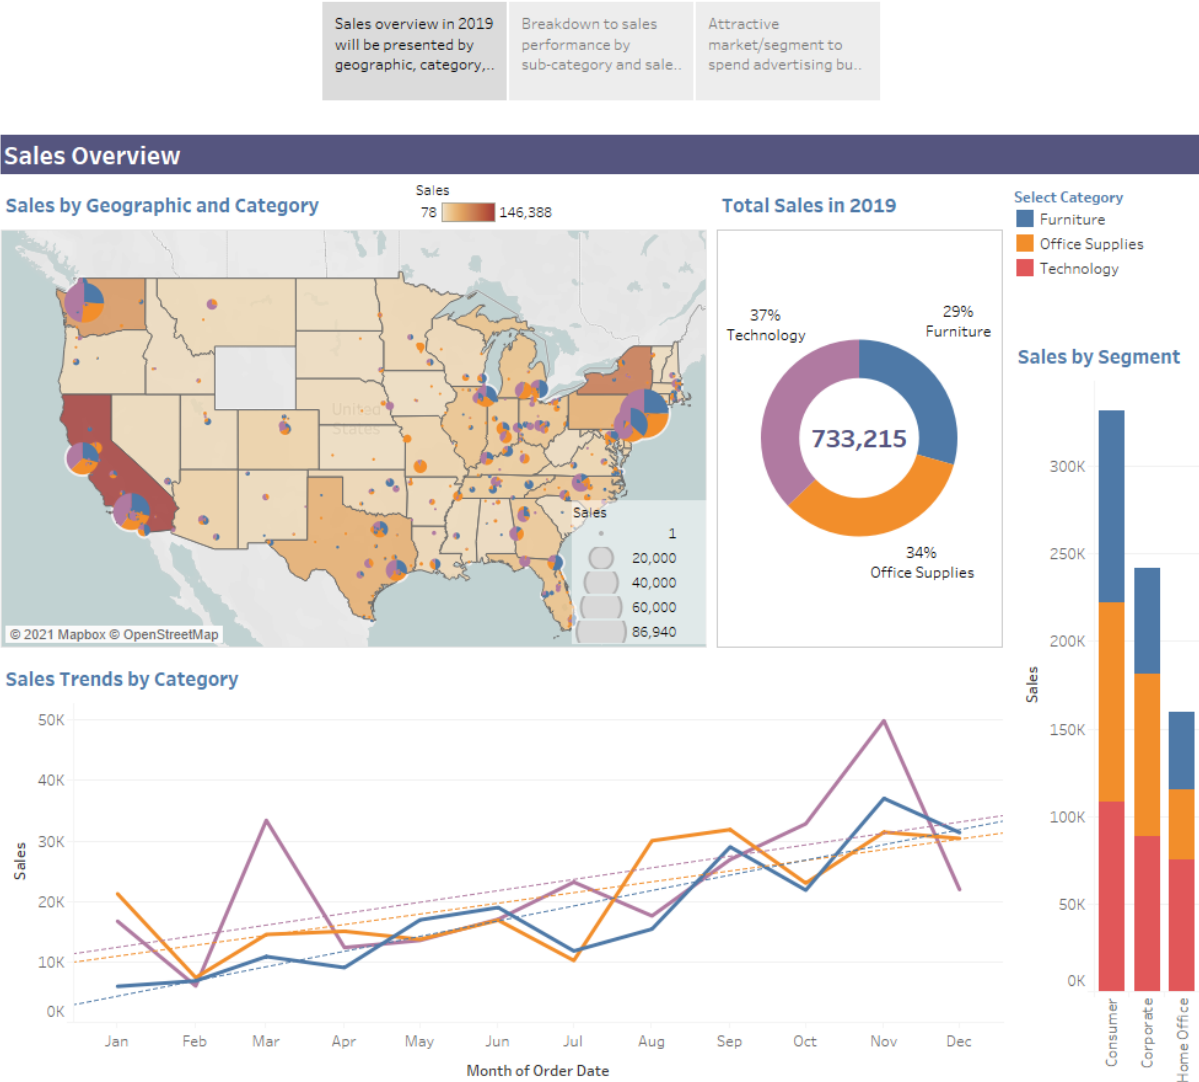 Sales overview in 2019
will be presented by
geographic, category,..
Breakdown to sales
performance by
sub-category and sale..
Attractive
market/segment to
spend advertising bu..
Sales Overview
Sales by Geographic and Category
Sales
78
146,388
United
States
Sales
1
20,000
40,000
60,000
86,940
© 2021 Mapbox © OpenStreetMap
Total Sales in 2019
37%
Technology
29%
Furniture
733,215
34%
Office Supplies
Select Category
Furniture
Office Supplies
Technology
Sales by Segment
Sales
300K
250K
200K
150K
100K
50K
0K
Consumer
Corporate
Home Office
Sales Trends by Category
Sales
50K
40K
30K
20K
10K
0K
Jan
Feb
Mar
Apr
May
Jun
Jul
Aug
Sep
Oct
Nov
Dec
Month of Order Date